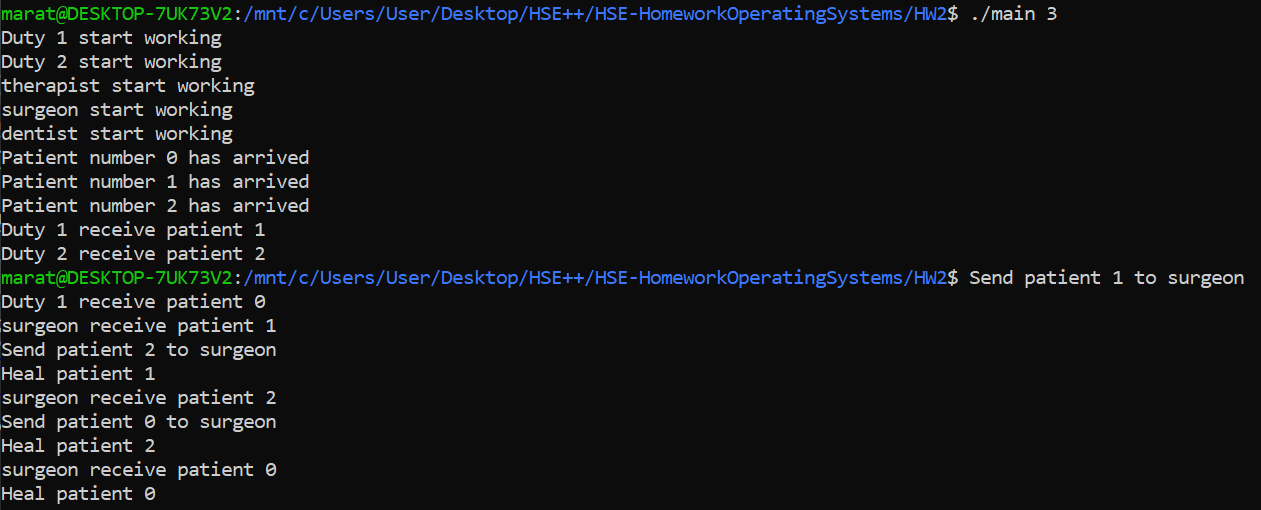 marat@DESKTOP-7UK73V2:/mnt/c/Users/User/Desktop/HSE++/HSE-HomeworkOperatingSystems/HW2$ ./main 3
Duty 1 start working
Duty 2 start working
therapist start working
surgeon start working
dentist start working
Patient number 0 has arrived
Patient number 1 has arrived
Patient number 2 has arrived
Duty 1 receive patient 1
Duty 2 receive patient 2
marat@DESKTOP-7UK73V2:/mnt/c/Users/User/Desktop/HSE++/HSE-HomeworkOperatingSystems/HW2$ Send patient 1 to surgeon
Duty 1 receive patient 0
surgeon receive patient 1
Send patient 2 to surgeon
Heal patient 1
surgeon receive patient 2
Send patient 0 to surgeon
Heal patient 2
surgeon receive patient 0
Heal patient 0